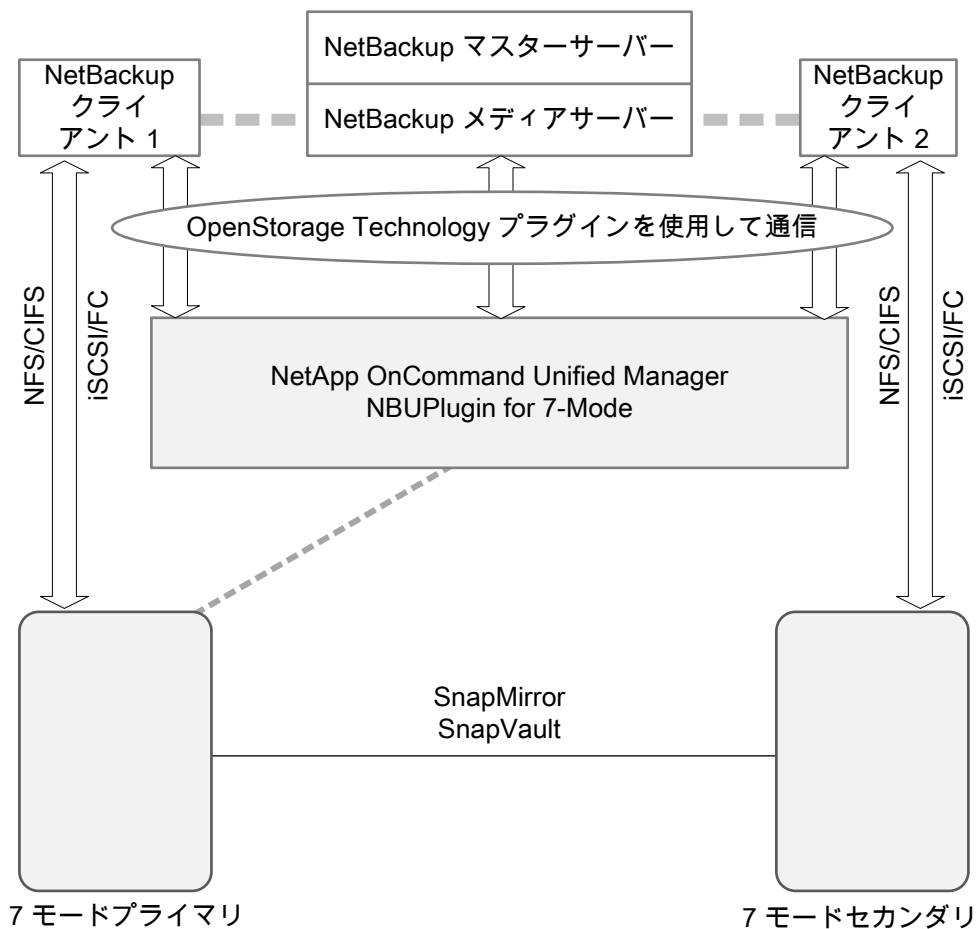 NetBackup マスターサーバー
NetBackup メディアサーバー
NetBackup
クライ
アント 1
NetBackup
クライ
アント 2
OpenStorage Technology プラグインを使用して通信
NFS/CIFS
iSCSI/FC
NFS/CIFS
iSCSI/FC
NetApp OnCommand Unified Manager
NBUPlugin for 7-Mode
SnapMirror
SnapVault
7 モードプライマリ
7 モードセカンダリ